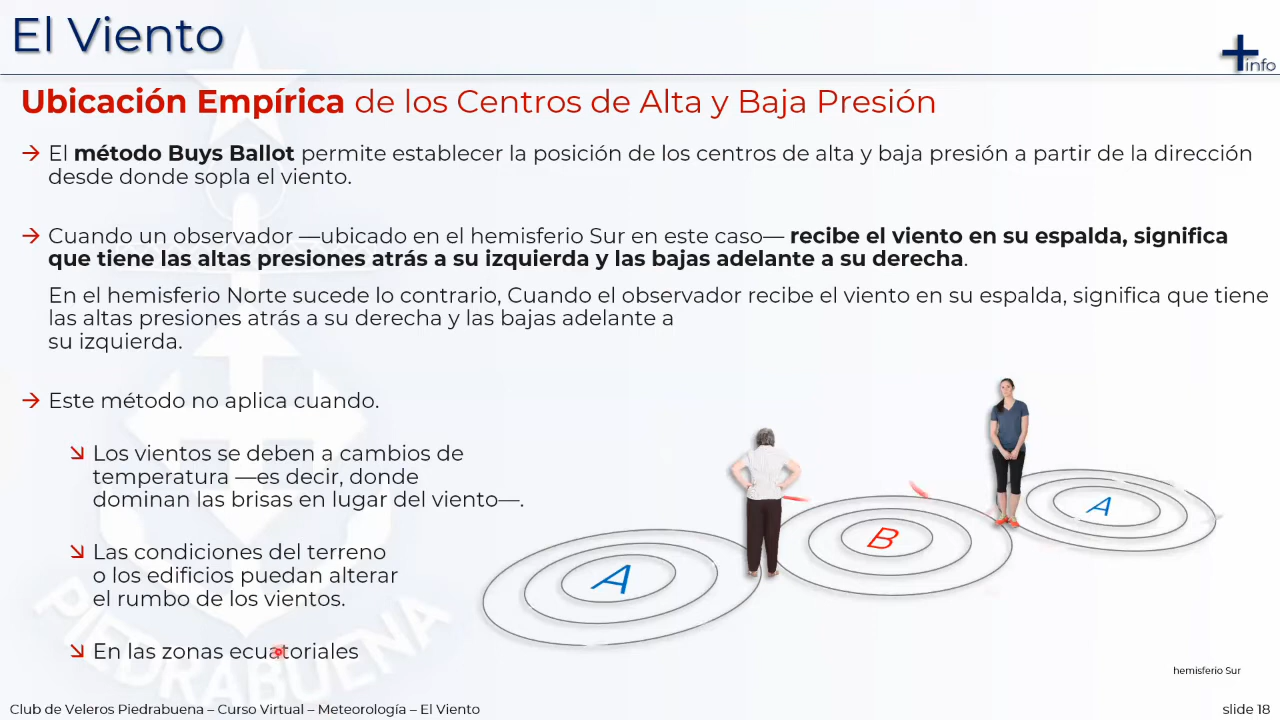 El Viento
+info
Ubicación Empírica de los Centros de Alta y Baja Presión
→ El método Buys Ballot permite establecer la posición de los centros de alta y baja presión a partir de la dirección
desde donde sopla el viento.
→ Cuando un observador —ubicado en el hemisferio Sur en este caso— recibe el viento en su espalda, significa
que tiene las altas presiones atrás a su izquierda y las bajas adelante a su derecha.
En el hemisferio Norte sucede lo contrario, Cuando el observador recibe el viento en su espalda, significa que tiene
las altas presiones atrás a su derecha y las bajas adelante a
su izquierda.
→ Este método no aplica cuando.
↘ Los vientos se deben a cambios de
temperatura —es decir, donde
dominan las brisas en lugar del viento—.
↘ Las condiciones del terreno
o los edificios puedan alterar
el rumbo de los vientos.
↘ En las zonas ecuatoriales
A
B
A
hemisferio Sur
PIEDRABUENA
Club de Veleros Piedrabuena – Curso Virtual – Meteorología – El Viento
slide 18